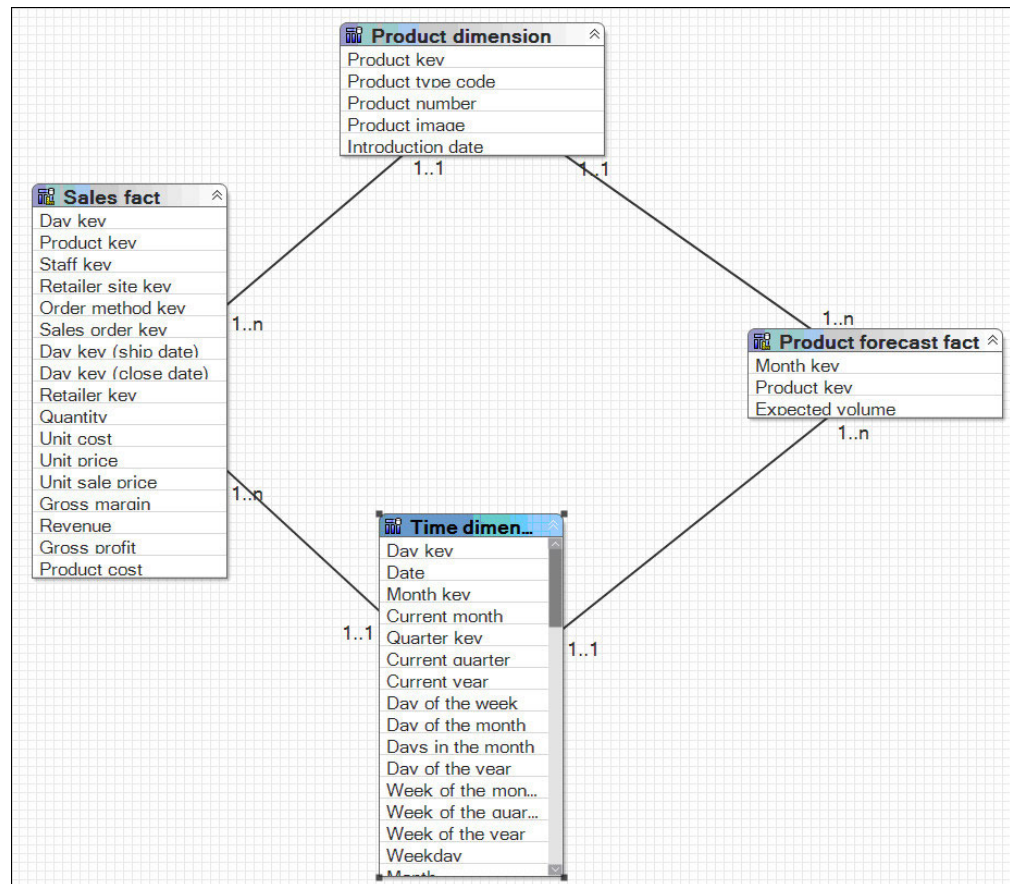 Product dimension
Product key
Product type code
Product number
Product image
Introduction date
1..1
1..1
Sales fact
Day key
Product key
Staff key
Retailer site key
Order method key
Sales order key
Day key (ship date)
Day key (close date)
Retailer key
Quantity
Unit cost
Unit price
Unit sale price
Gross margin
Revenue
Gross profit
Product cost
1..n
1..n
1..n
Product forecast fact
Month key
Product key
Expected volume
1..n
Time dimen...
Day key
Date
Month key
Current month
Quarter key
Current quarter
Current year
Day of the week
Day of the month
Days in the month
Day of the year
Week of the mon...
Week of the quar...
Week of the year
Weekday
Month
1..1
1..1